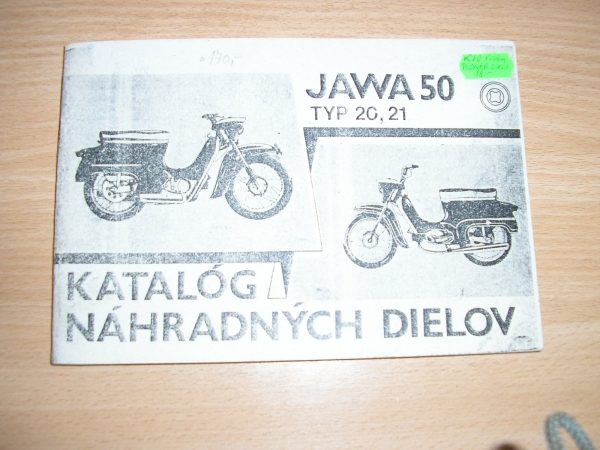 JAWA 50
TYP 20, 21
KATALÓG
NÁHRADNÝCH DIELOV